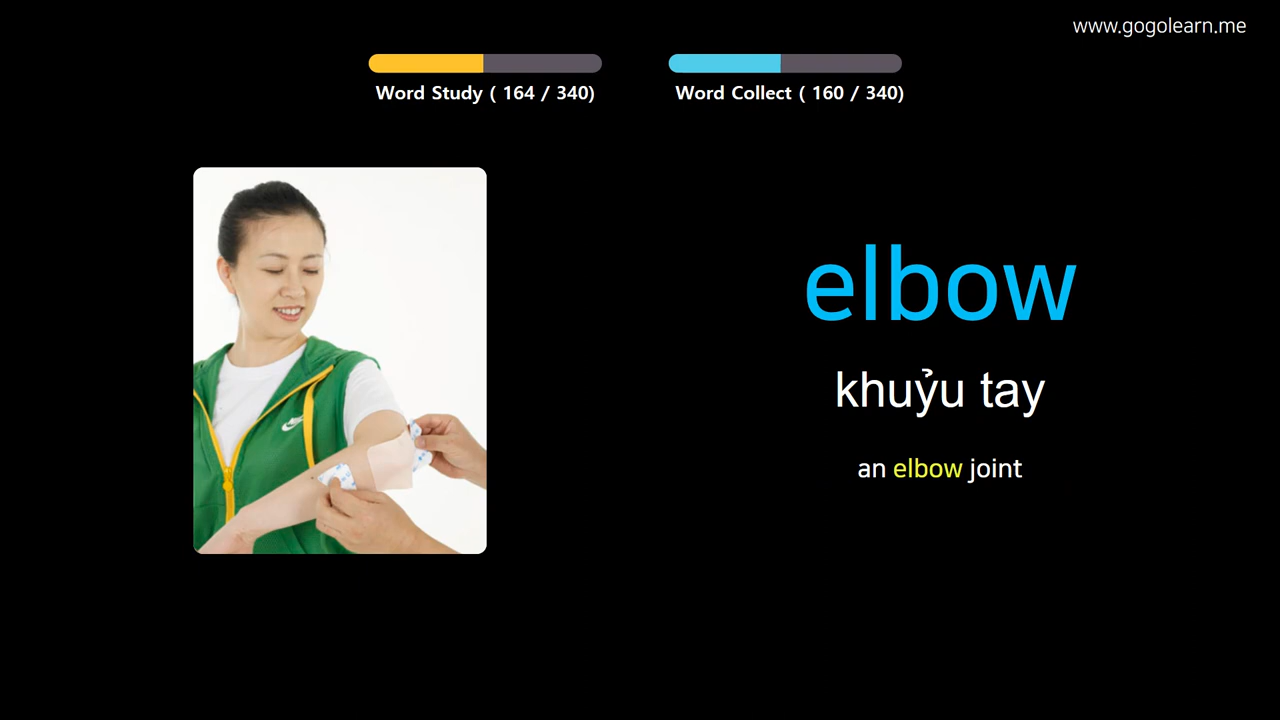 www.gogolearn.me
Word Study ( 164 / 340)
Word Collect ( 160 / 340)
elbow
khuỷu tay
an elbow joint